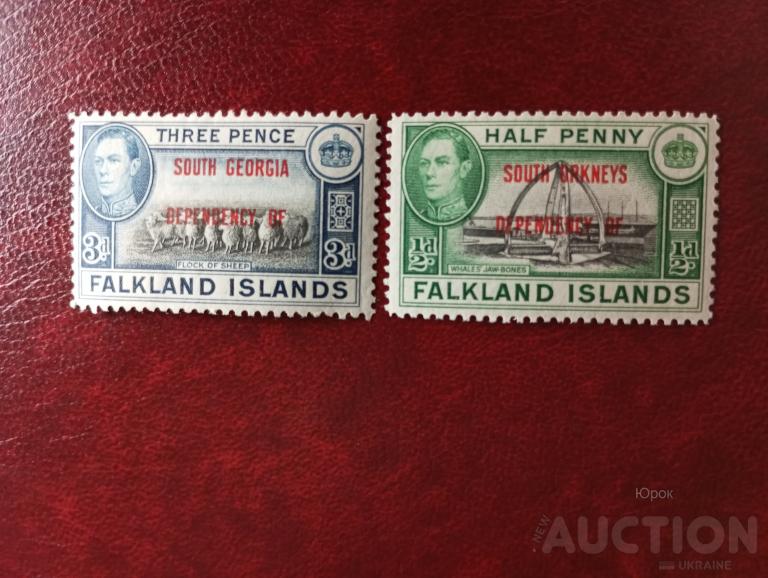 THREE PENCE
SOUTH GEORGIA
DEPENDENCY OF
3d 3d
FLOCK OF SHEEP
FALKLAND ISLANDS
HALF PENNY
SOUTH ORKNEYS
DEPENDENCY OF
½d ½d
WHALES' JAW-BONES
FALKLAND ISLANDS
Юрок
NEW
AUCTION
UKRAINE